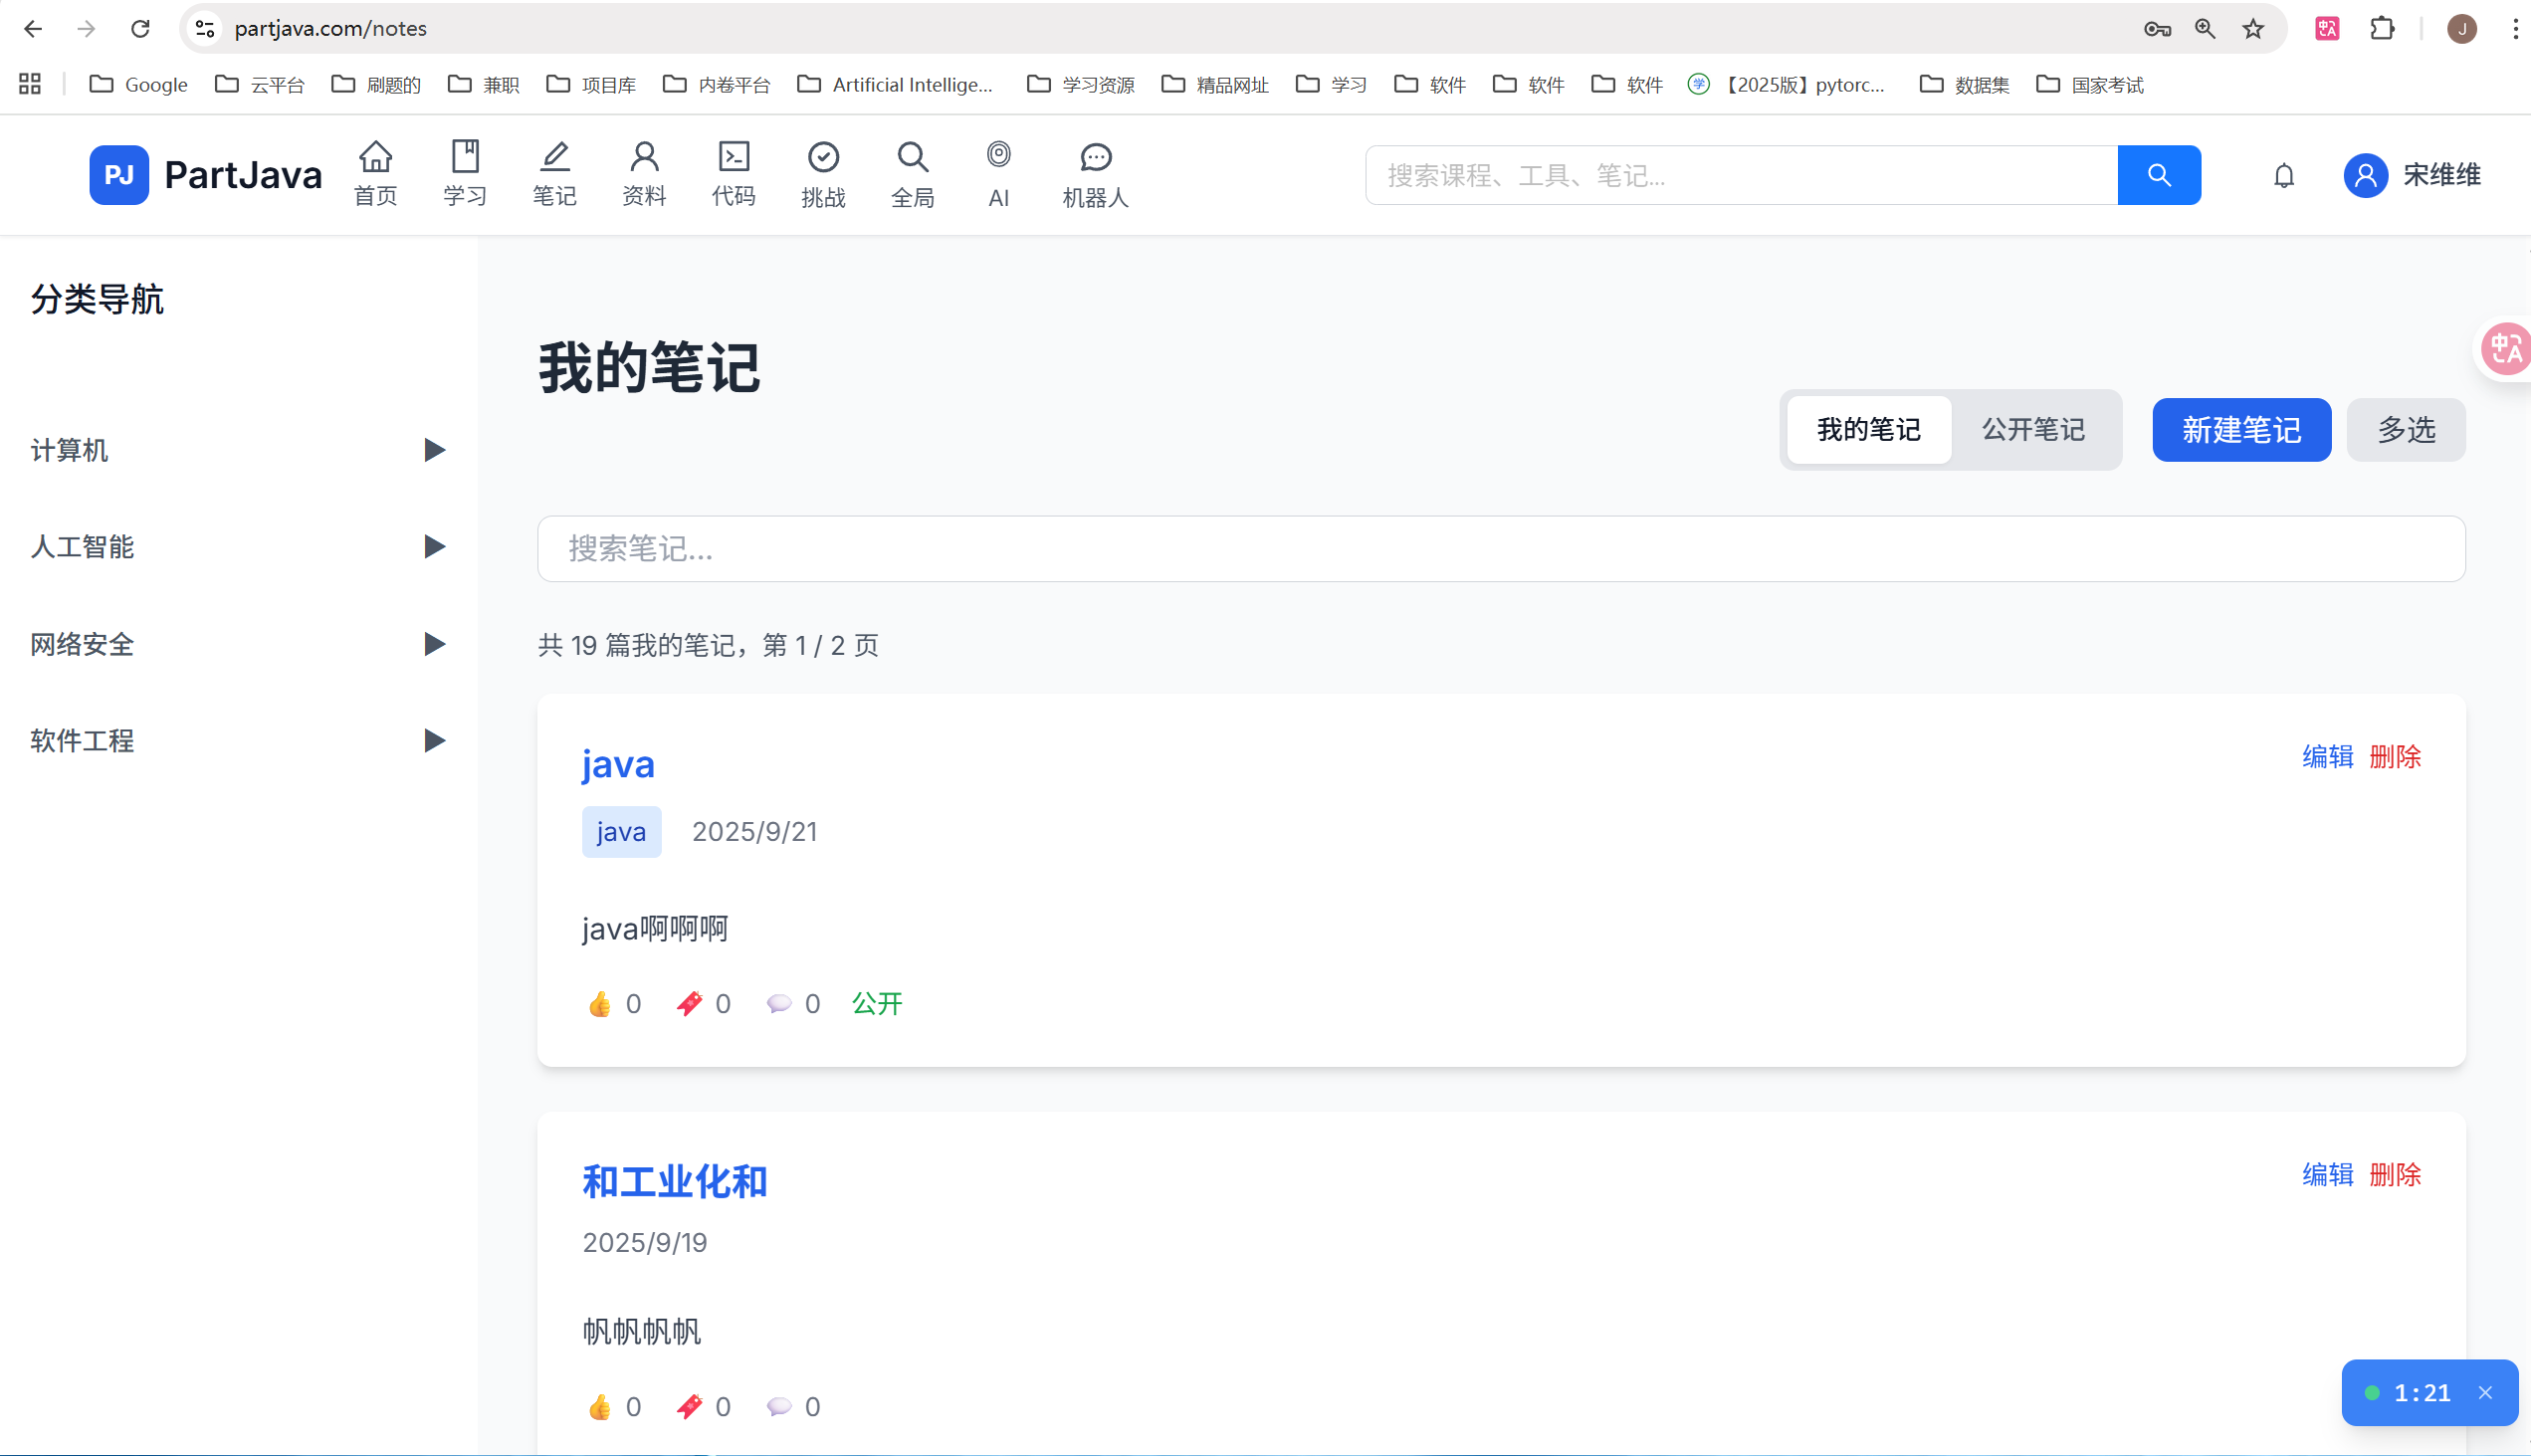 partjava.com/notes
J
Google
云平台
刷题的
兼职
项目库
内卷平台
Artificial Intellige...
学习资源
精品网址
学习
软件
软件
软件
学
【2025版】pytorc...
数据集
国家考试
PJ
PartJava
首页
学习
笔记
资料
代码
挑战
全局
AI
机器人
搜索课程、工具、笔记...
宋维维
分类导航
计算机
人工智能
网络安全
软件工程
我的笔记
我的笔记
公开笔记
新建笔记
多选
搜索笔记...
共 19 篇我的笔记，第 1 / 2 页
java
编辑 删除
java 2025/9/21
java啊啊啊
0 0 0 公开
和工业化和
编辑 删除
2025/9/19
帆帆帆帆
0 0 0
1:21
中A
中A